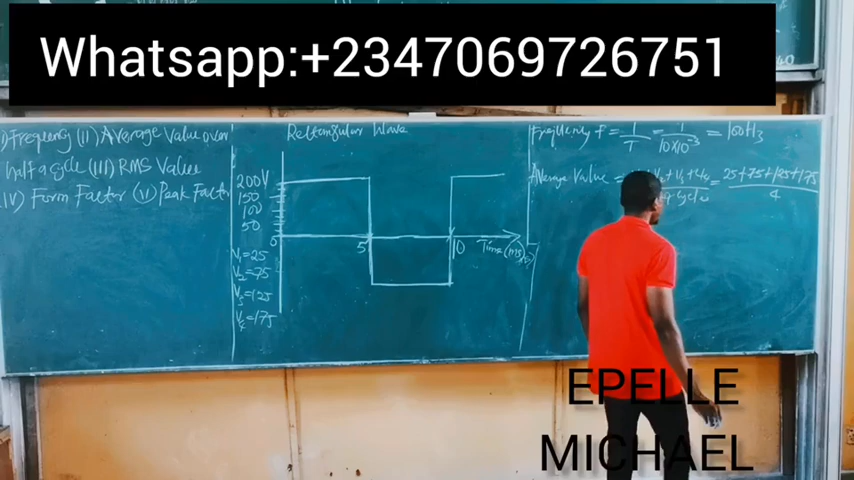 Whatsapp:+2347069726751
I) Frequency (II) Average Value over
half a cycle (III) RMS Value
(IV) Form Factor (V) Peak Factor
Rectangular Wave
200V
150
100
50
0
5
10
Time (ms)
V1=25
V2=75
V3=125
V4=175
Frequency f = 1/T = 1/10x10^-3 = 100Hz
Average Value = 25+75+125+175/4
EPELLE
MICHAEL